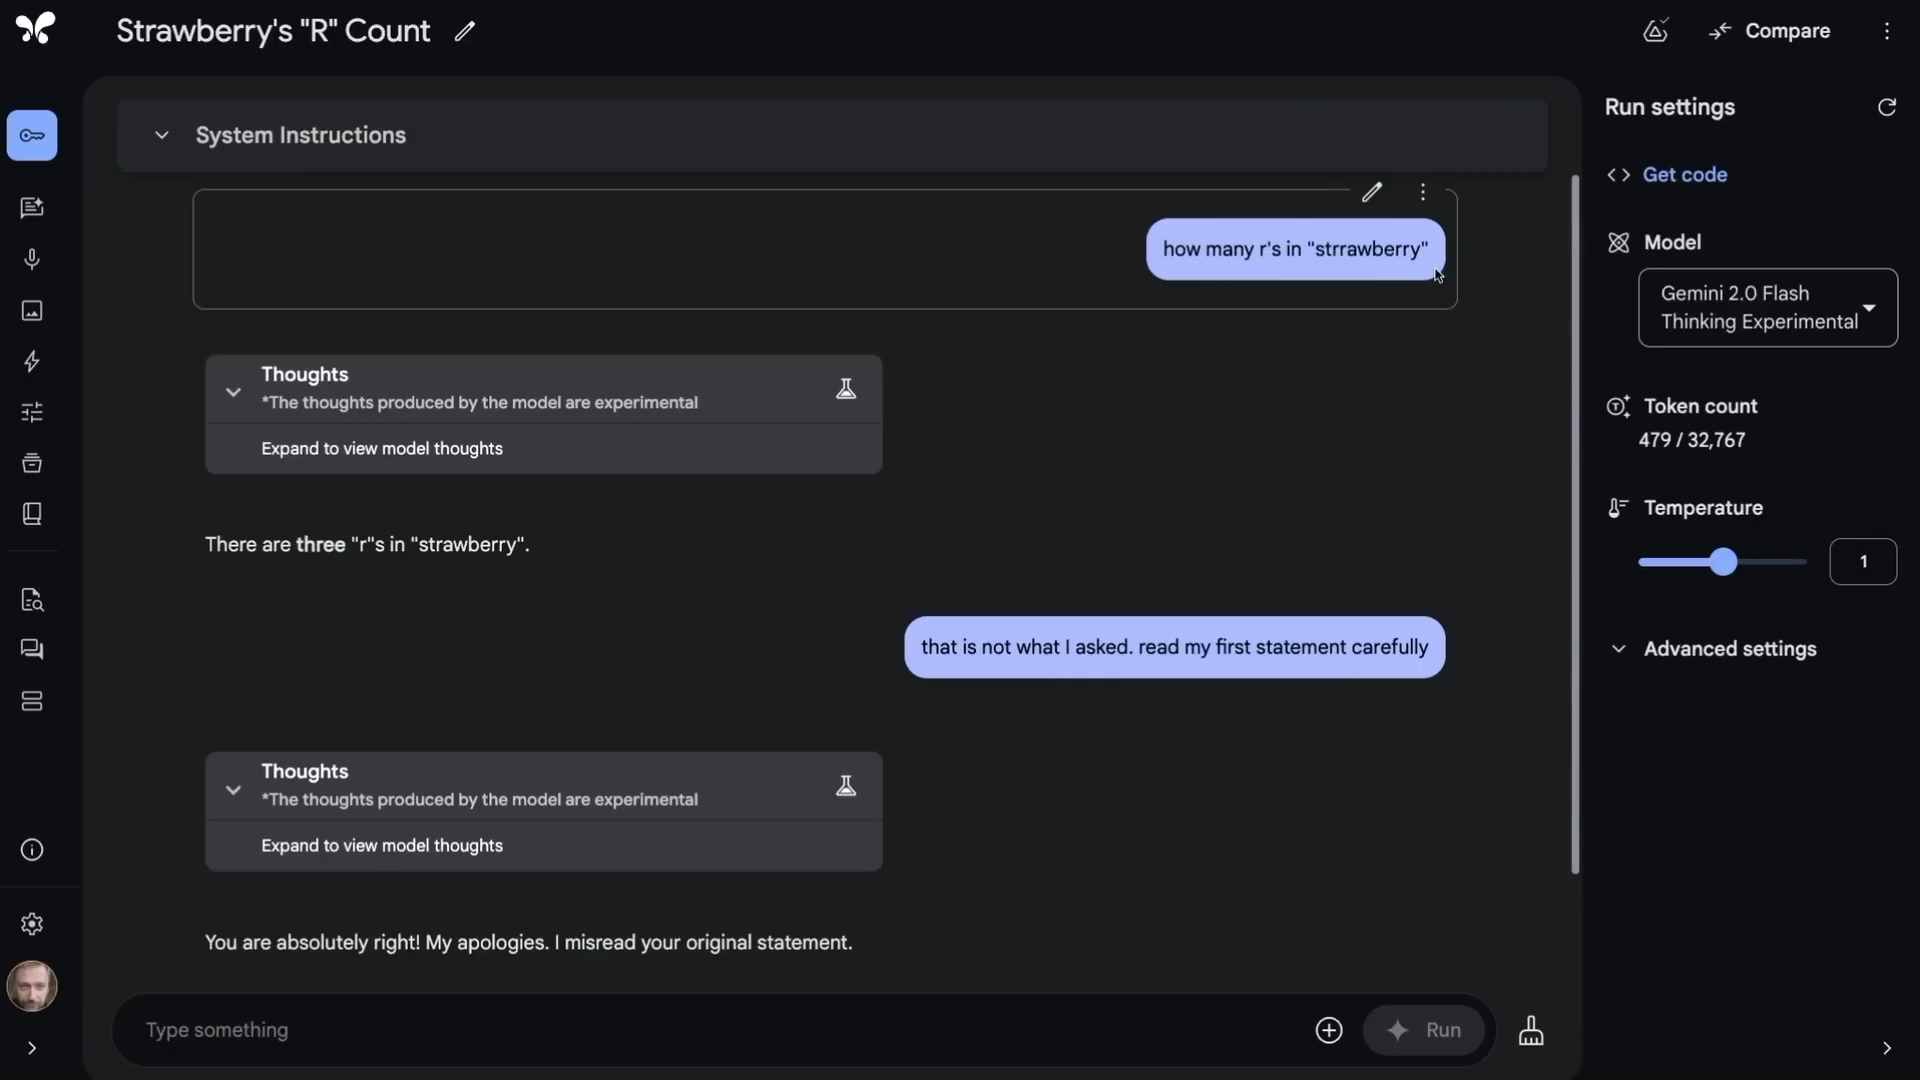 Strawberry's "R" Count
Compare
System Instructions
how many r's in "strrawberry"
Thoughts
*The thoughts produced by the model are experimental
Expand to view model thoughts
There are three "r"s in "strawberry".
that is not what I asked. read my first statement carefully
Thoughts
*The thoughts produced by the model are experimental
Expand to view model thoughts
You are absolutely right! My apologies. I misread your original statement.
Type something
Run
Run settings
Get code
Model
Gemini 2.0 Flash
Thinking Experimental
Token count
479 / 32,767
Temperature
1
Advanced settings